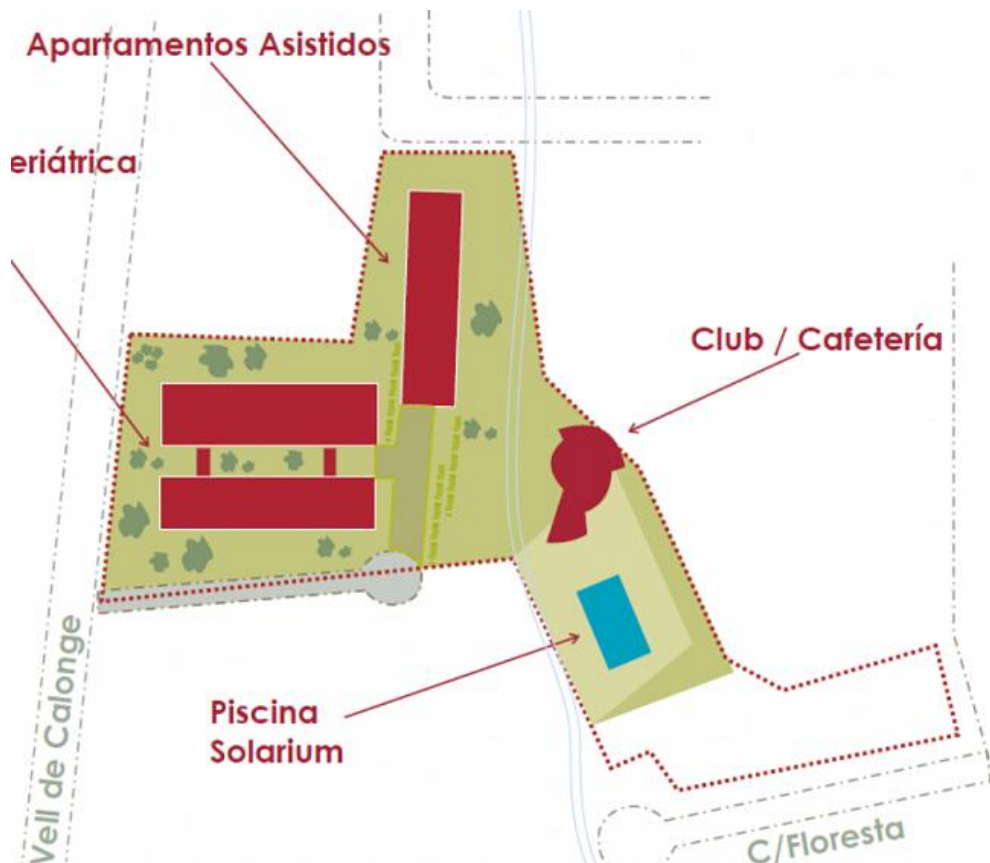 Apartamentos Asistidos
eriátrica
Club / Cafetería
Piscina
Solarium
Vell de Calonge
C/Floresta